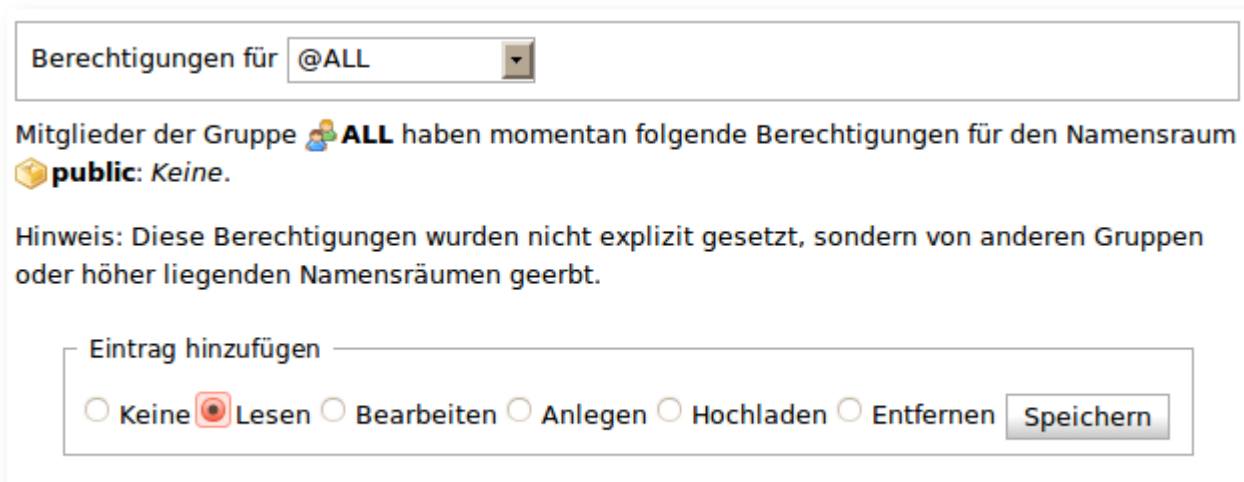 Berechtigungen für @ALL
Mitglieder der Gruppe ALL haben momentan folgende Berechtigungen für den Namensraum
public: Keine.
Hinweis: Diese Berechtigungen wurden nicht explizit gesetzt, sondern von anderen Gruppen
oder höher liegenden Namensräumen geerbt.
Eintrag hinzufügen
Keine Lesen Bearbeiten Anlegen Hochladen Entfernen Speichern